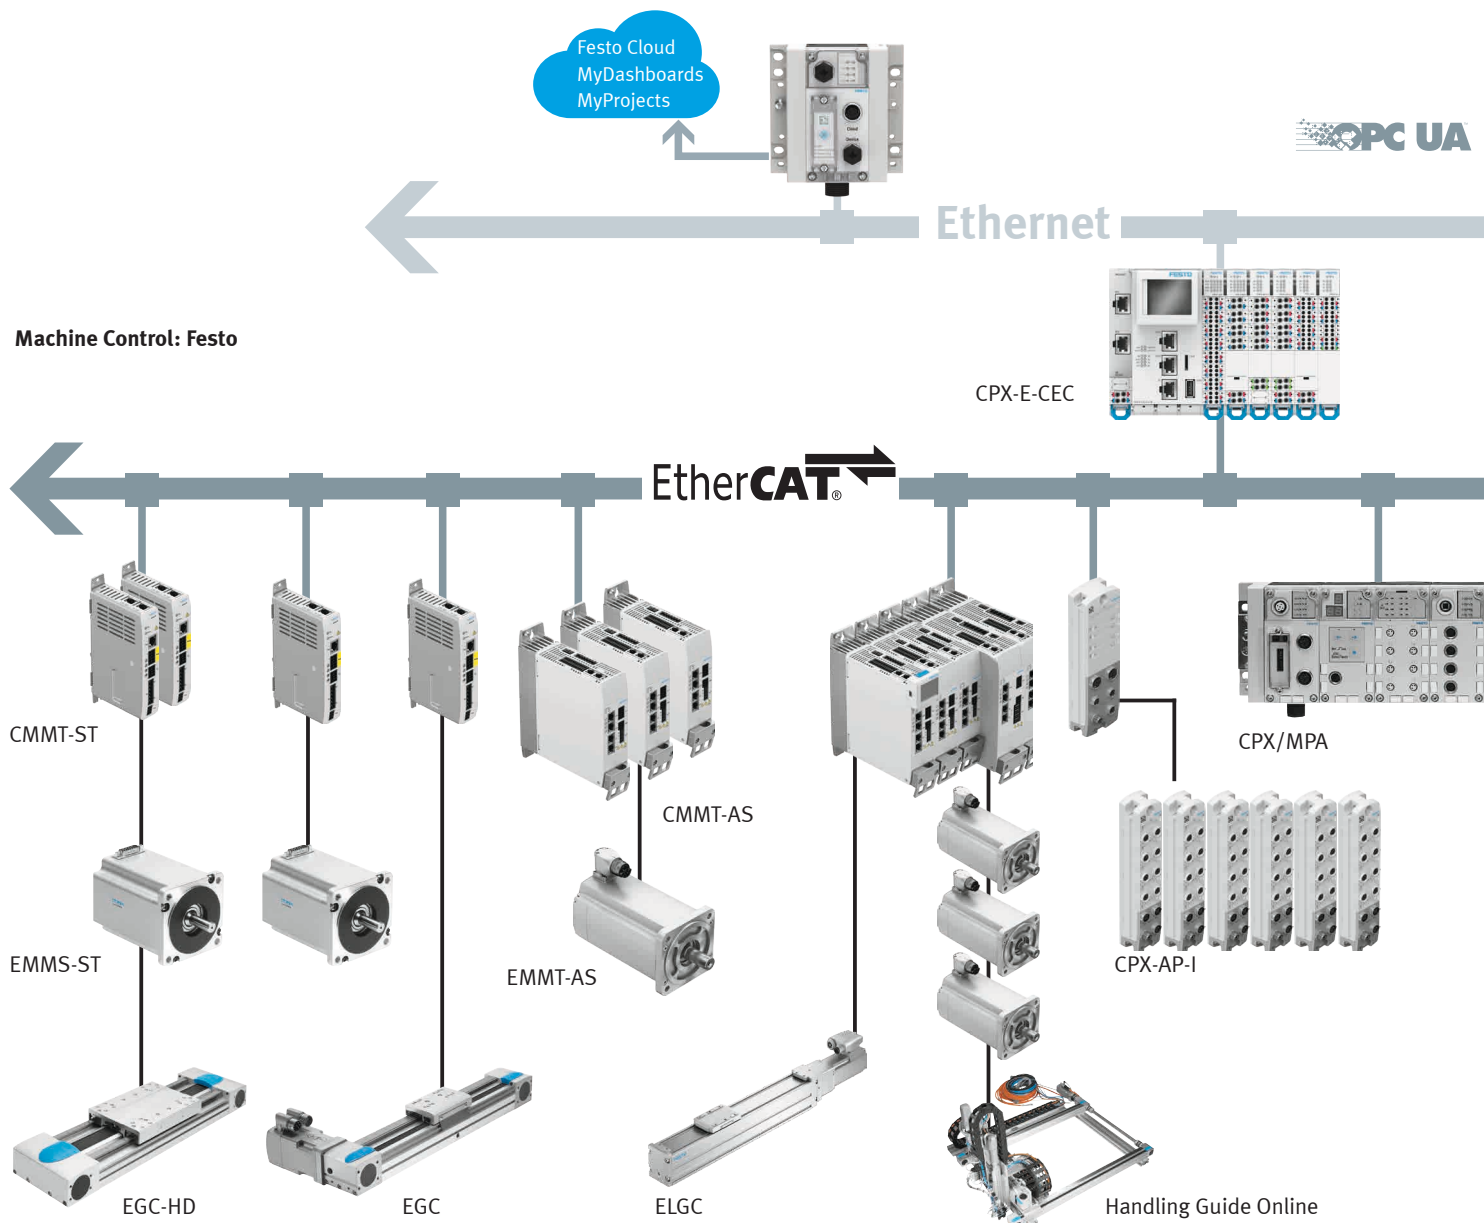 Festo Cloud
MyDashboards
MyProjects
OPC UA
Ethernet
FESTO
Machine Control: Festo
CPX-E-CEC
EtherCAT®
CMMT-ST
CPX/MPA
CMMT-AS
EMMS-ST
EMMT-AS
CPX-AP-I
EGC-HD
EGC
ELGC
Handling Guide Online